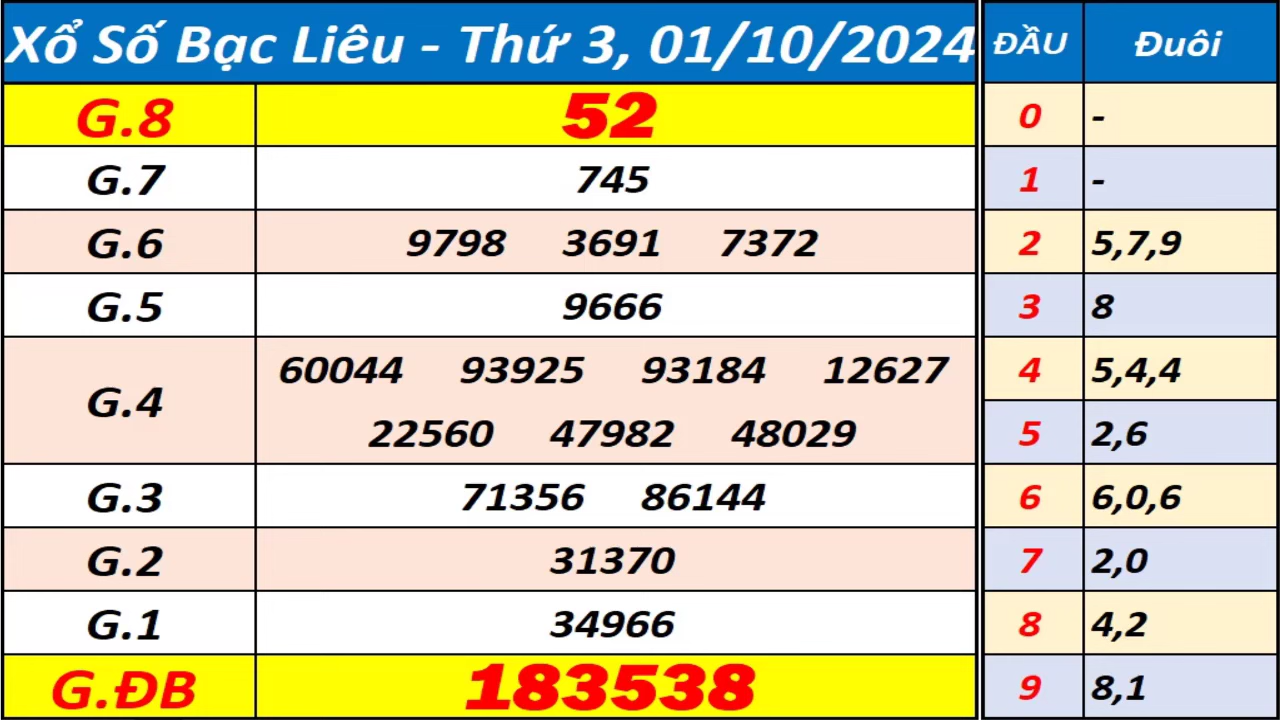 Xổ Số Bạc Liêu - Thứ 3, 01/10/2024
G.8 52
G.7 745
G.6 9798 3691 7372
G.5 9666
G.4 60044 93925 93184 12627
22560 47982 48029
G.3 71356 86144
G.2 31370
G.1 34966
G.ĐB 183538
ĐẦU Đuôi
0 -
1 -
2 5,7,9
3 8
4 5,4,4
5 2,6
6 6,0,6
7 2,0
8 4,2
9 8,1